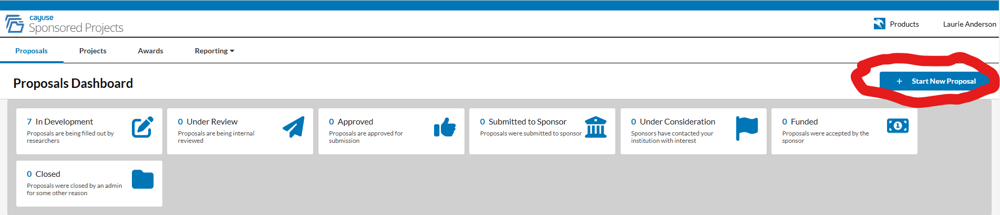 cayuse
Sponsored Projects
Products
Laurie Anderson
Proposals
Projects
Awards
Reporting
Proposals Dashboard
+ Start New Proposal
7 In Development
Proposals are being filled out by
researchers
0 Under Review
Proposals are being internal
reviewed
0 Approved
Proposals are approved for
submission
0 Submitted to Sponsor
Proposals were submitted to sponsor
0 Under Consideration
Sponsors have contacted your
institution with interest
0 Funded
Proposals were accepted by the
sponsor
1
0 Closed
Proposals were closed by an admin
for some other reason